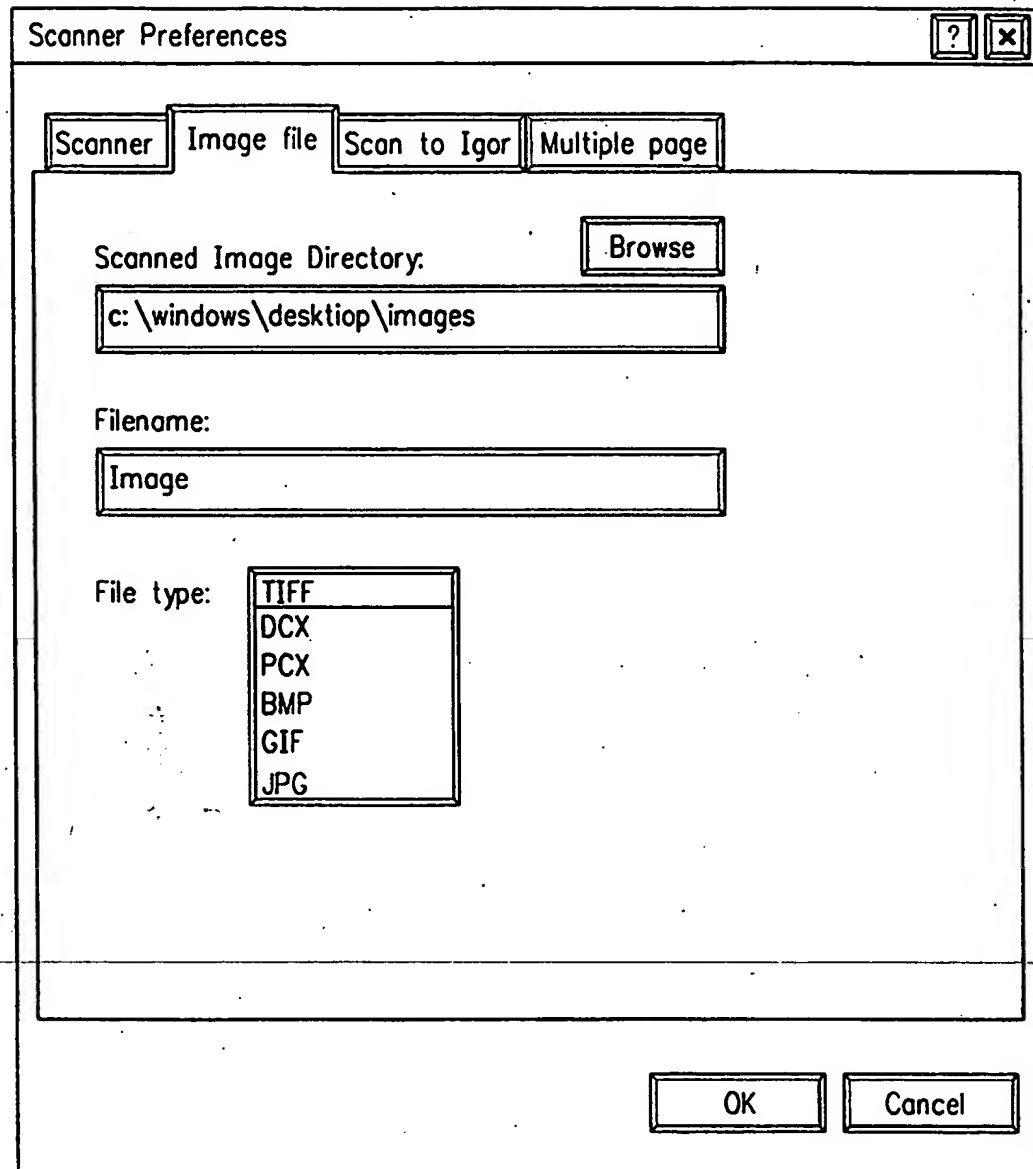 Scanner Preferences ? ×
Scanner Image file Scan to Igor Multiple page
Scanned Image Directory: Browse
c:\windows\desktiop\images
Filename:
Image
File type: TIFF
DCX
PCX
BMP
GIF
JPG
OK Cancel